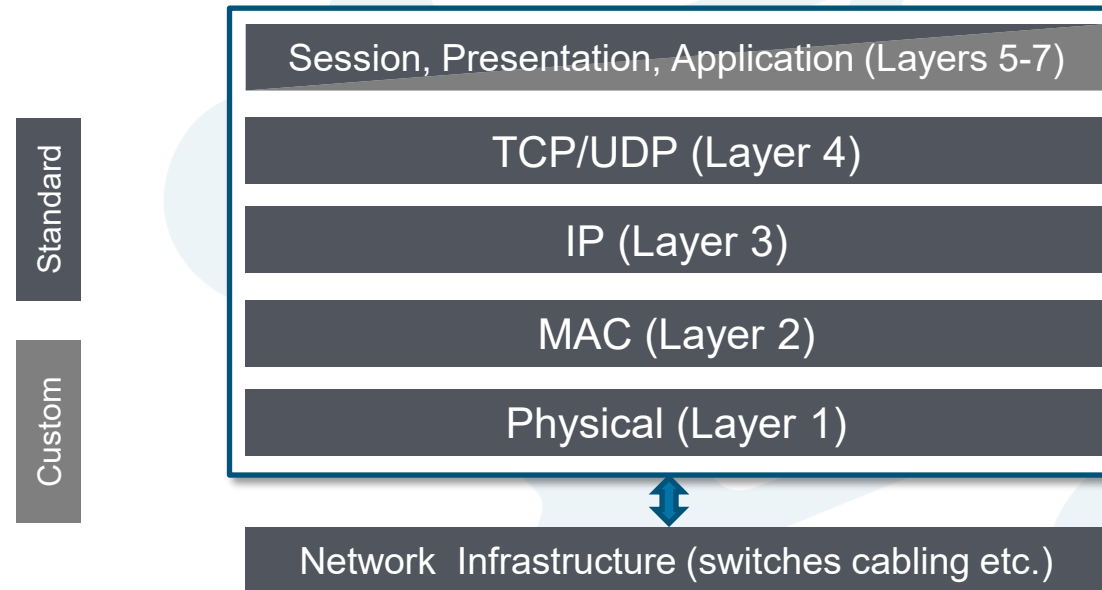 Session, Presentation, Application (Layers 5-7)
TCP/UDP (Layer 4)
IP (Layer 3)
MAC (Layer 2)
Physical (Layer 1)
Network Infrastructure (switches cabling etc.)
Standard
Custom